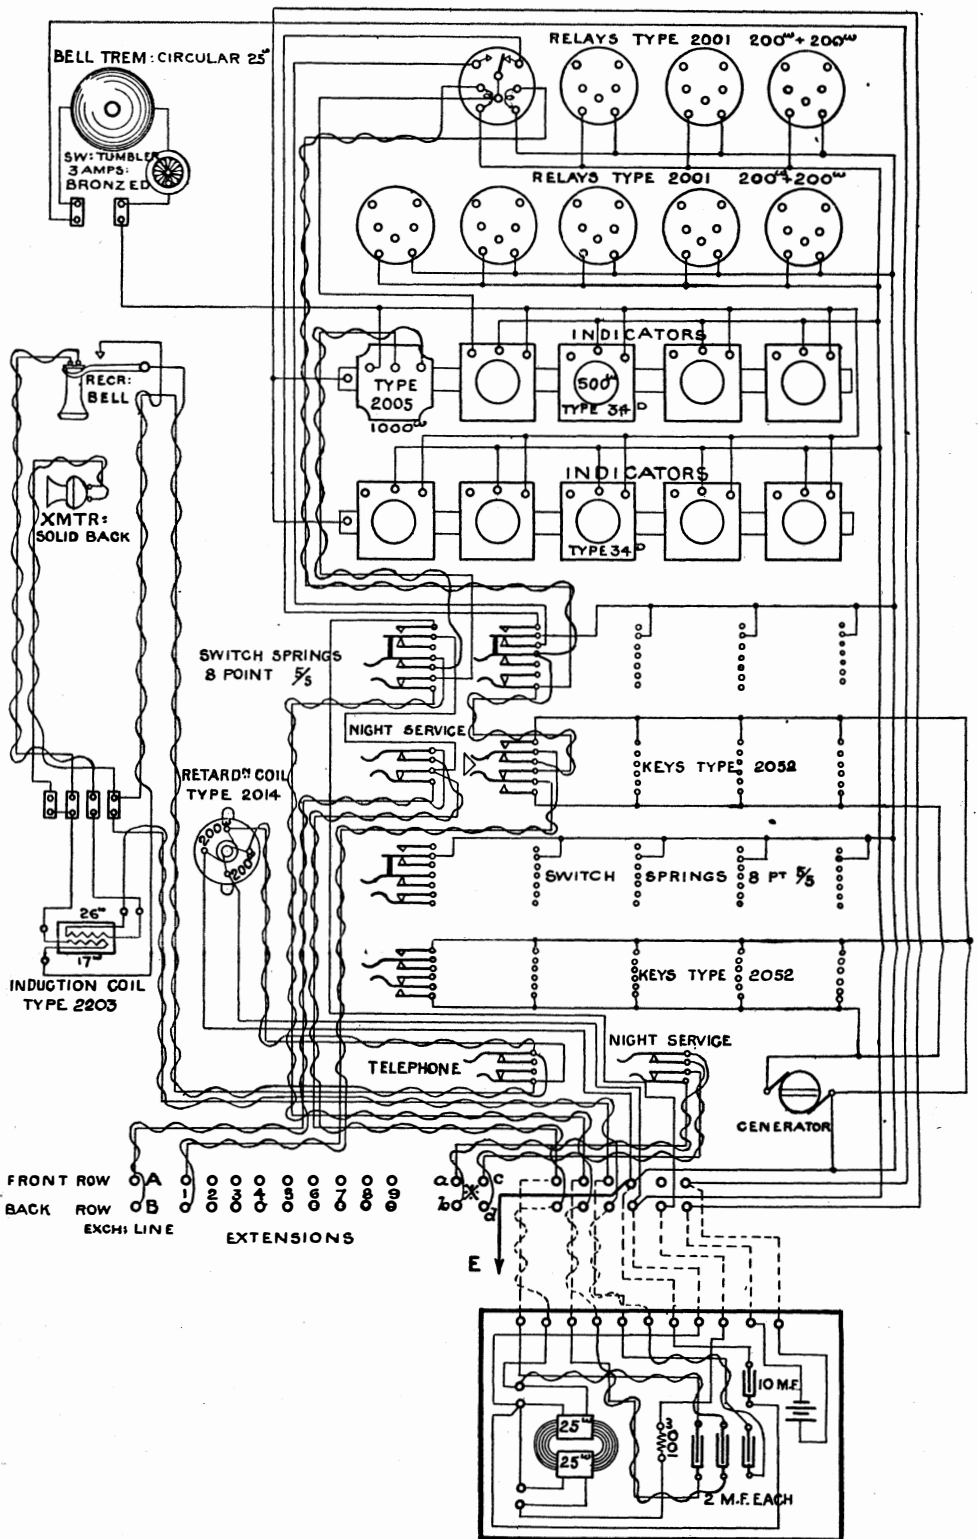 BELL TREM: CIRCULAR 25ω
SW: TUMBLER
3 AMPS:
BRONZED
RELAYS TYPE 2001 200ω + 200ω
RELAYS TYPE 2001 200ω + 200ω
INDICATORS
TYPE
2005
1000ω
500ω
TYPE 34D
RECR:
BELL
INDICATORS
TYPE 34D
XMTR:
SOLID BACK
SWITCH SPRINGS
8 POINT 5/5
NIGHT SERVICE
KEYS TYPE 2052
RETARDN COIL
TYPE 2014
200ω
200ω
SWITCH SPRINGS 8 PT 5/5
26ω
17ω
INDUCTION COIL
TYPE 2203
KEYS TYPE 2052
NIGHT SERVICE
TELEPHONE
GENERATOR
FRONT ROW A 1 2 3 4 5 6 7 8 9 a c
BACK ROW B b d
EXCH: LINE
EXTENSIONS
E
10 M.F.
25ω
25ω
2 M.F. EACH